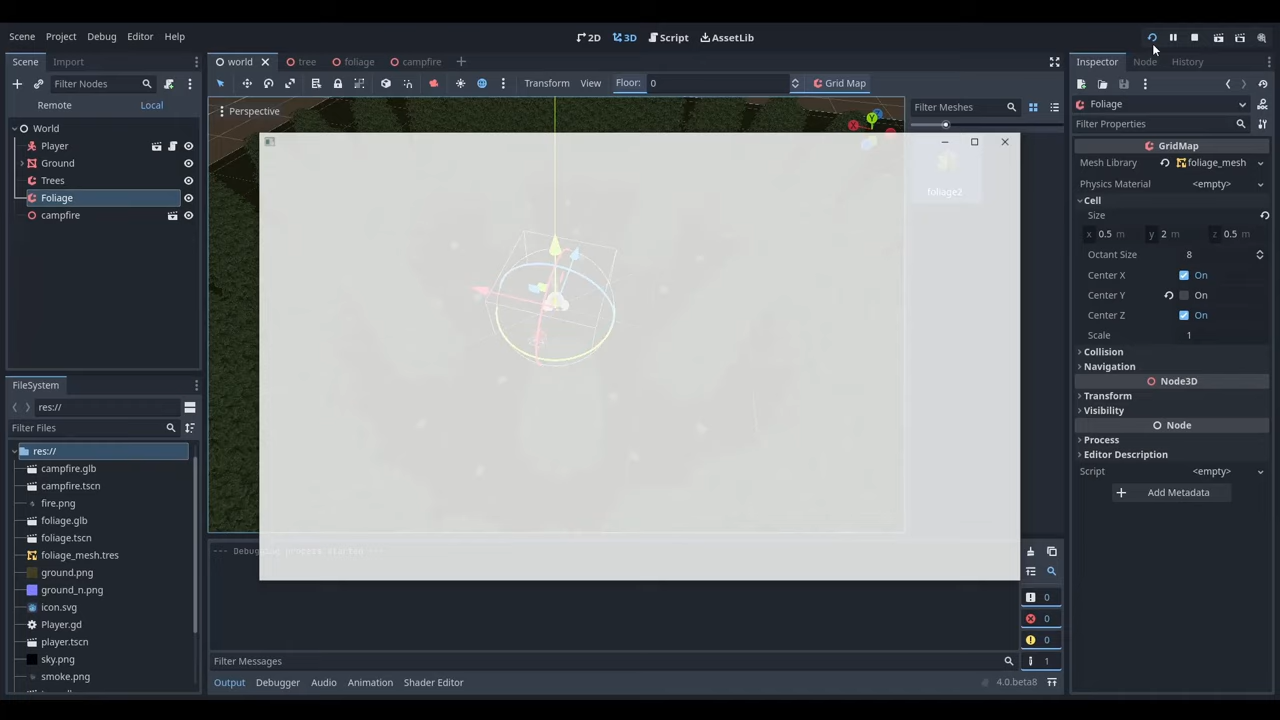 Scene Project Debug Editor Help
2D 3D Script AssetLib
Scene Import
world tree foliage campfire
Inspector Node History
Filter Nodes
Transform View Floor: 0 Grid Map
Remote Local
Perspective
Filter Meshes
Foliage
World
Filter Properties
Player
GridMap
Ground
Mesh Library foliage_mesh
Trees
Physics Material <empty>
foliage2
Foliage
Cell
campfire
Size
x 0.5 m y 2 m z 0.5 m
Octant Size 8
Center X On
Center Y On
Center Z On
Scale 1
Collision
Navigation
FileSystem
Node3D
Transform
res://
Visibility
Filter Files
Node
res://
Process
Editor Description
campfire.glb
Script <empty>
campfire.tscn
Add Metadata
fire.png
foliage.glb
foliage.tscn
foliage_mesh.tres
ground.png
ground_n.png
icon.svg
Player.gd
player.tscn
sky.png
smoke.png
--- Debugging process started ---
0
0
0
1
Filter Messages
Output Debugger Audio Animation Shader Editor
4.0.beta8